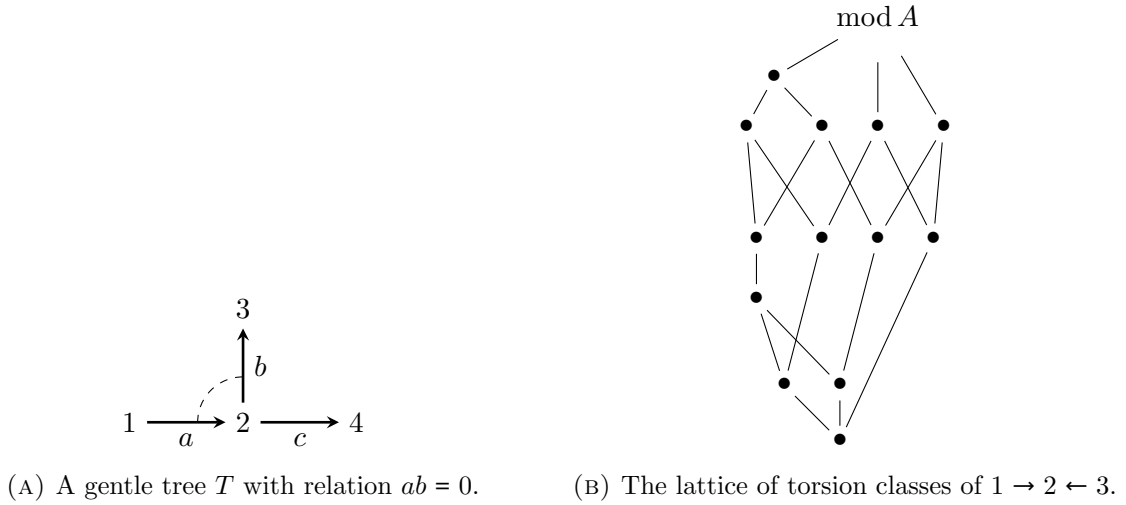 mod A
3
b
1
2
4
a
c
(A) A gentle tree T with relation ab = 0.
(B) The lattice of torsion classes of 1 → 2 ← 3.